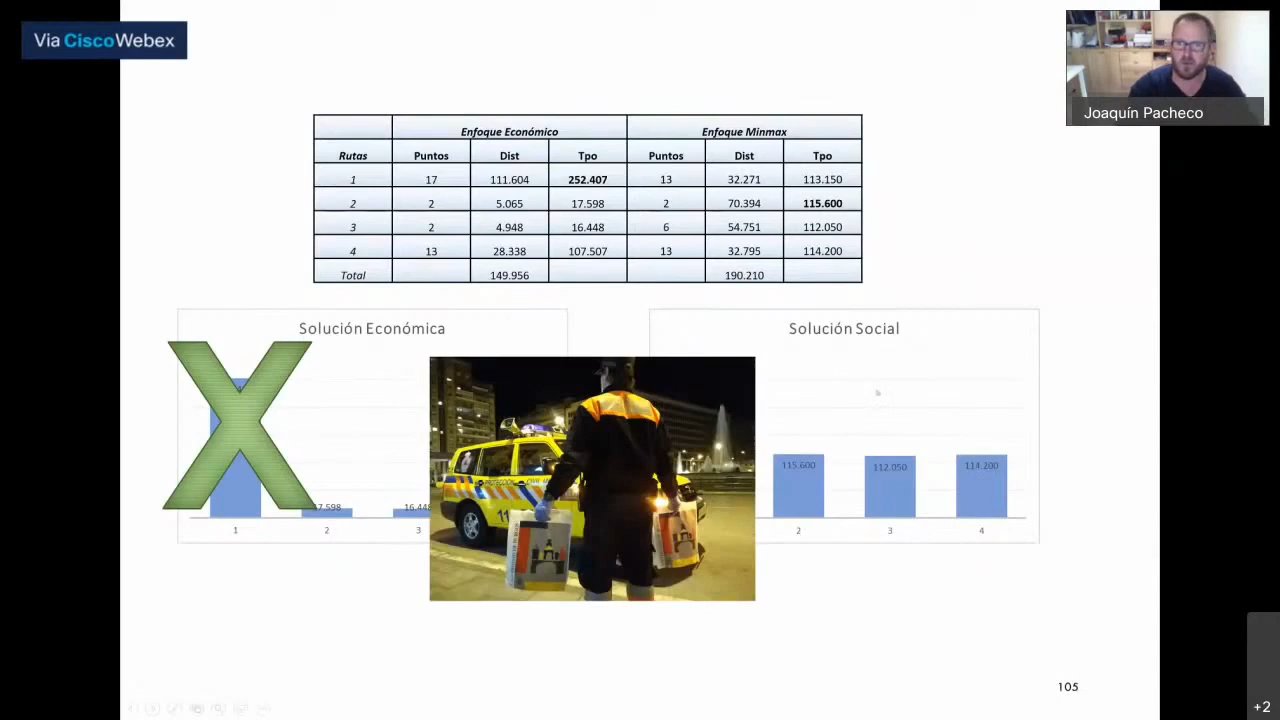 Via Cisco Webex
Joaquín Pacheco
Enfoque Económico Enfoque Minmax
Rutas Puntos Dist Tpo Puntos Dist Tpo
1 17 111.604 252.407 13 32.271 113.150
2 2 5.065 17.598 2 70.394 115.600
3 2 4.948 16.448 6 54.751 112.050
4 13 28.338 107.507 13 32.795 114.200
Total 149.956 190.210
Solución Económica
Solución Social
115.600 112.050 114.200
1 2 3
2 3 4
105
+2